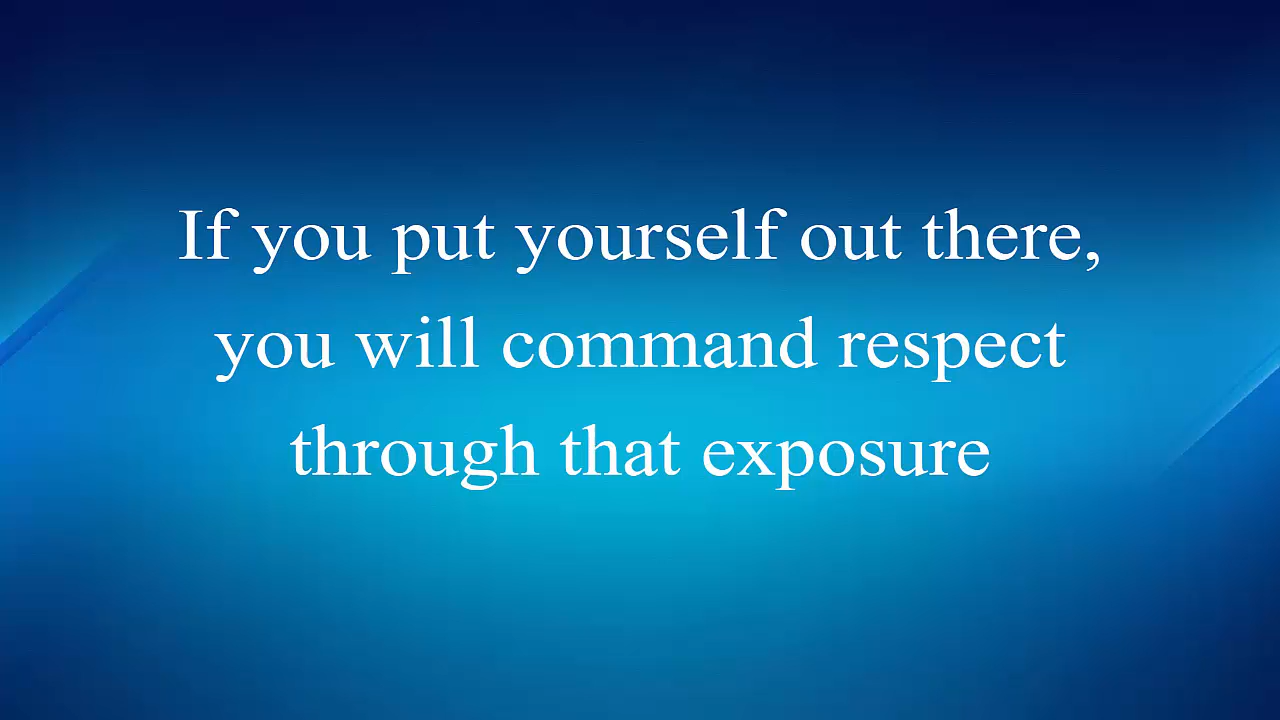 If you put yourself out there,
you will command respect
through that exposure